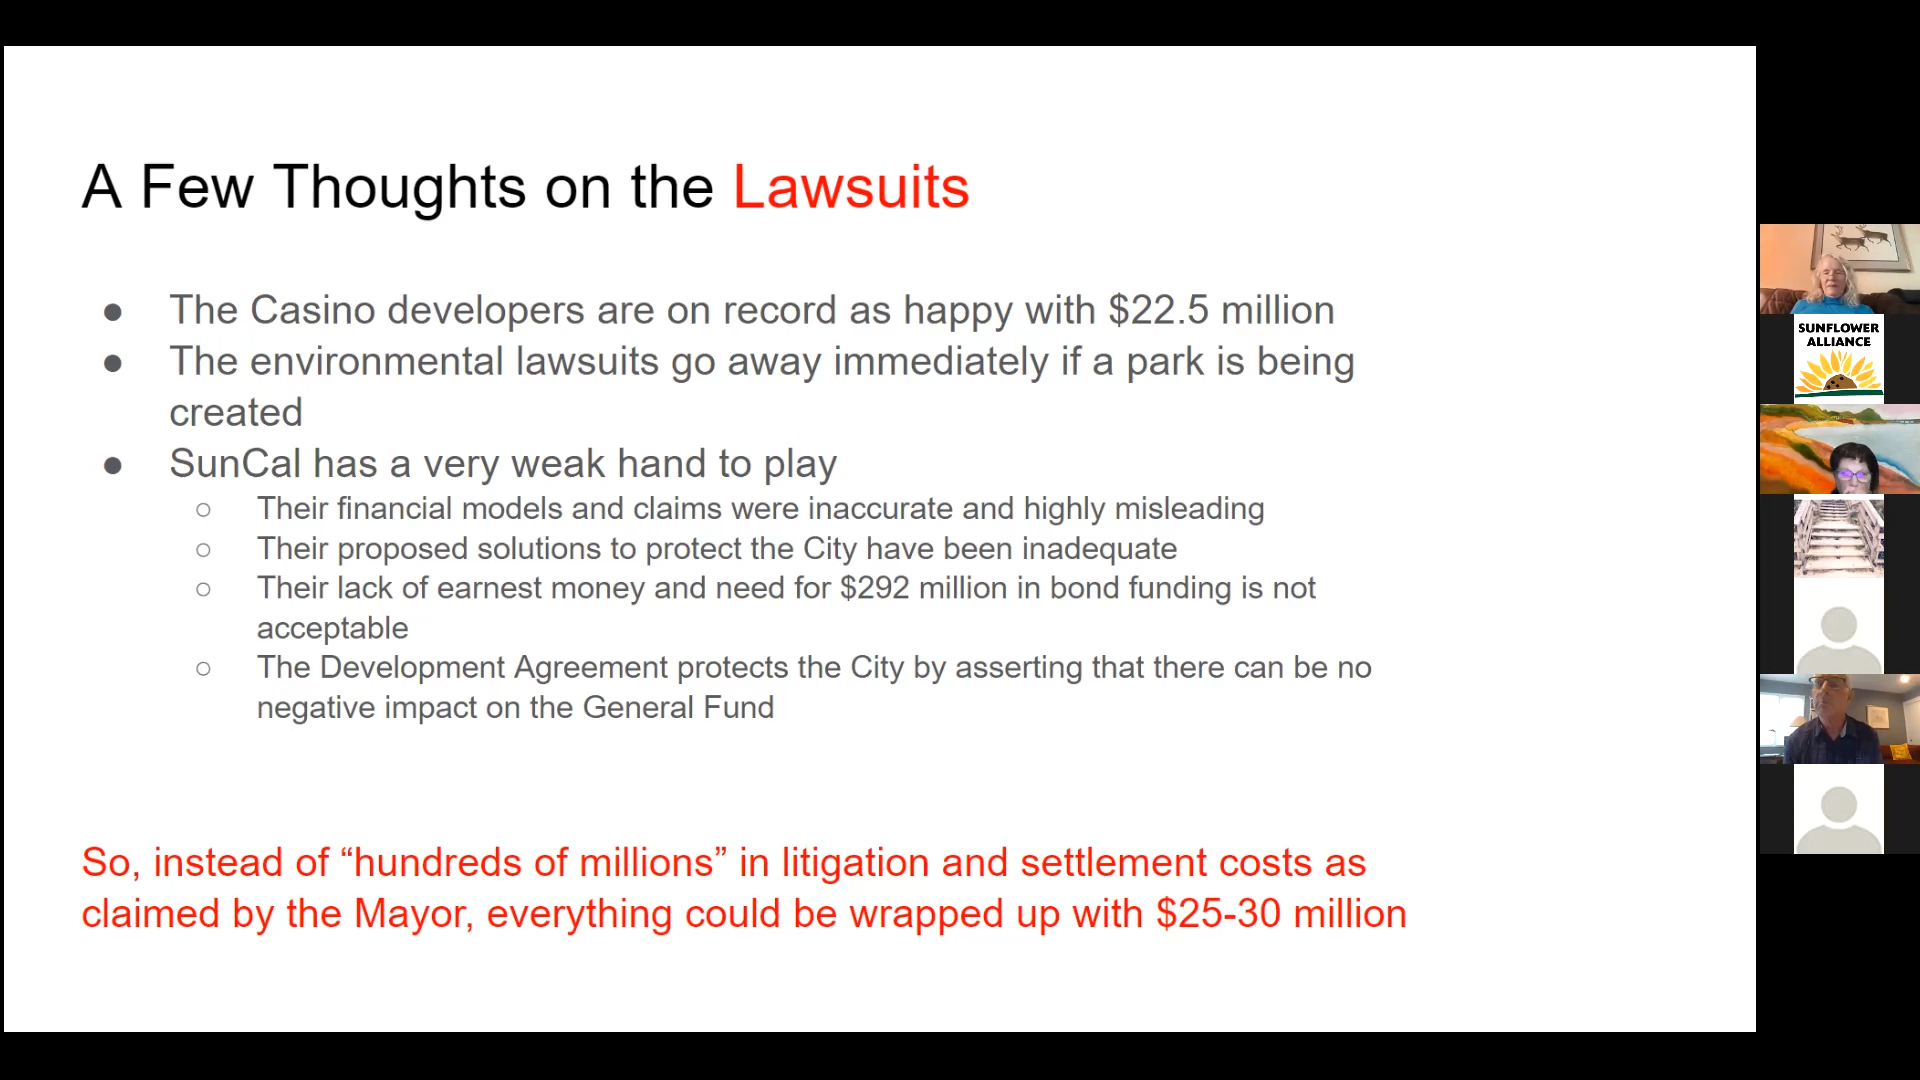 A Few Thoughts on the Lawsuits
● The Casino developers are on record as happy with $22.5 million
● The environmental lawsuits go away immediately if a park is being
created
● SunCal has a very weak hand to play
○ Their financial models and claims were inaccurate and highly misleading
○ Their proposed solutions to protect the City have been inadequate
○ Their lack of earnest money and need for $292 million in bond funding is not
acceptable
○ The Development Agreement protects the City by asserting that there can be no
negative impact on the General Fund
So, instead of “hundreds of millions” in litigation and settlement costs as
claimed by the Mayor, everything could be wrapped up with $25-30 million
SUNFLOWER
ALLIANCE